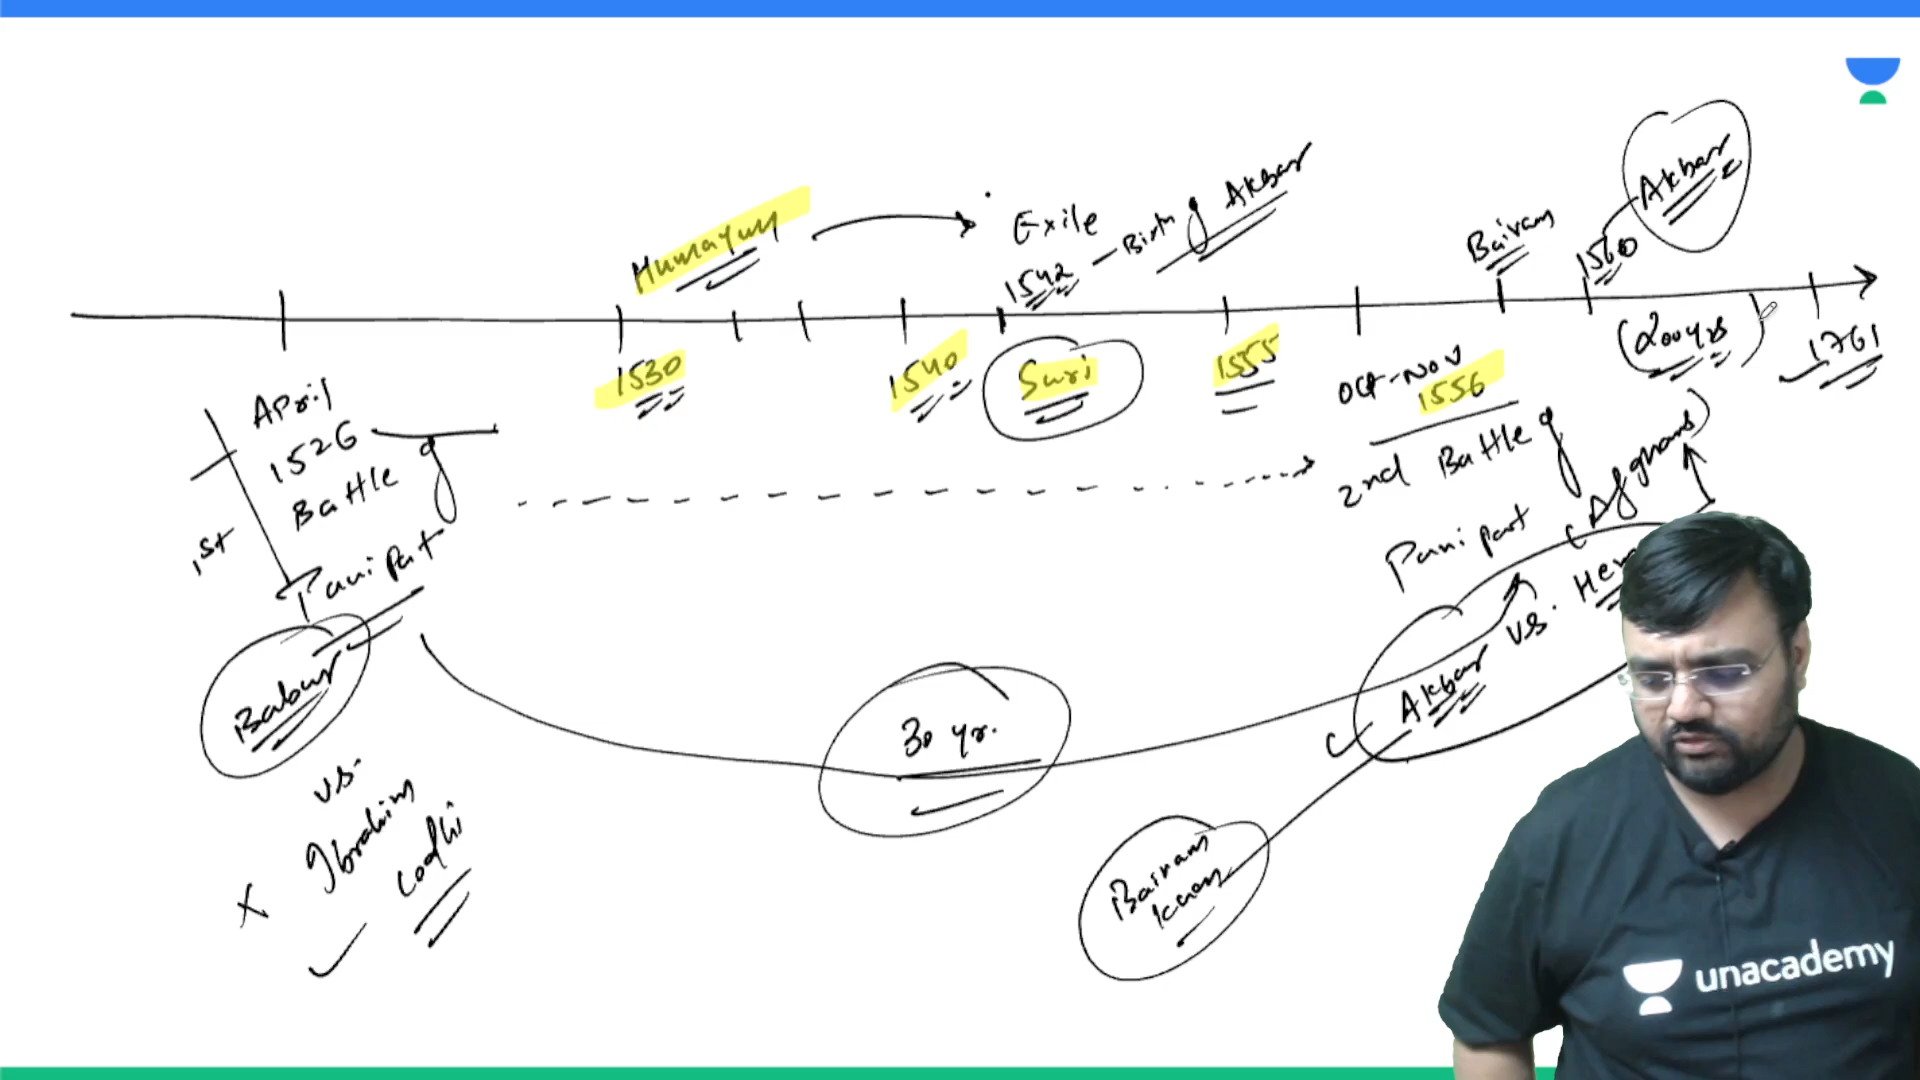 Akbar
Humayun
Exile
1542 - Birth of Akbar
Bairam
1560
1530
1540
Suri
1555
Oct-Nov
1556
(200 yrs)
1761
April
1526
1st
Battle of
Panipat
2nd Battle of
Panipat
(Afghans)
Babur
vs.
Ibrahim
Lodhi
X
30 yr.
Akbar vs.
Bairam
Khan
unacademy